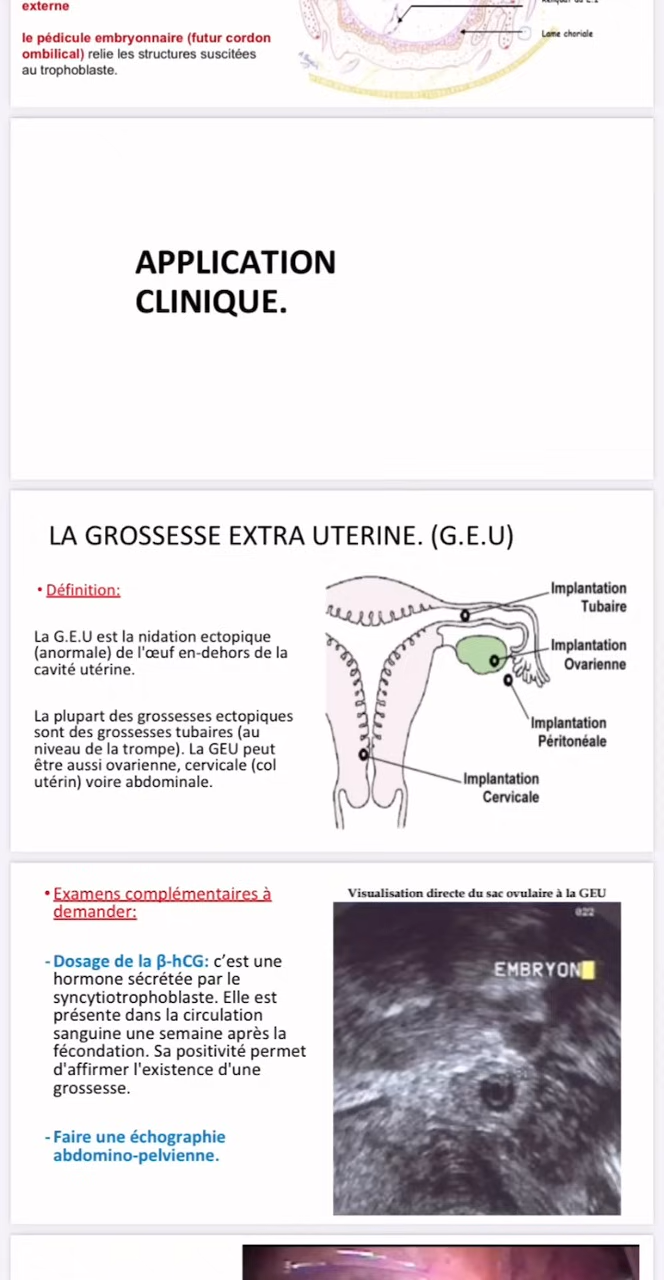 externe
le pédicule embryonnaire (futur cordon
ombilical) relie les structures suscitées
au trophoblaste.
Lame choriale
APPLICATION
CLINIQUE.
LA GROSSESSE EXTRA UTERINE. (G.E.U)
• Définition:
La G.E.U est la nidation ectopique
(anormale) de l'œuf en-dehors de la
cavité utérine.
La plupart des grossesses ectopiques
sont des grossesses tubaires (au
niveau de la trompe). La GEU peut
être aussi ovarienne, cervicale (col
utérin) voire abdominale.
Implantation
Tubaire
Implantation
Ovarienne
Implantation
Péritonéale
Implantation
Cervicale
• Examens complémentaires à
demander:
- Dosage de la β-hCG: c’est une
hormone sécrétée par le
syncytiotrophoblaste. Elle est
présente dans la circulation
sanguine une semaine après la
fécondation. Sa positivité permet
d'affirmer l'existence d'une
grossesse.
- Faire une échographie
abdomino-pelvienne.
Visualisation directe du sac ovulaire à la GEU
022
EMBRYON